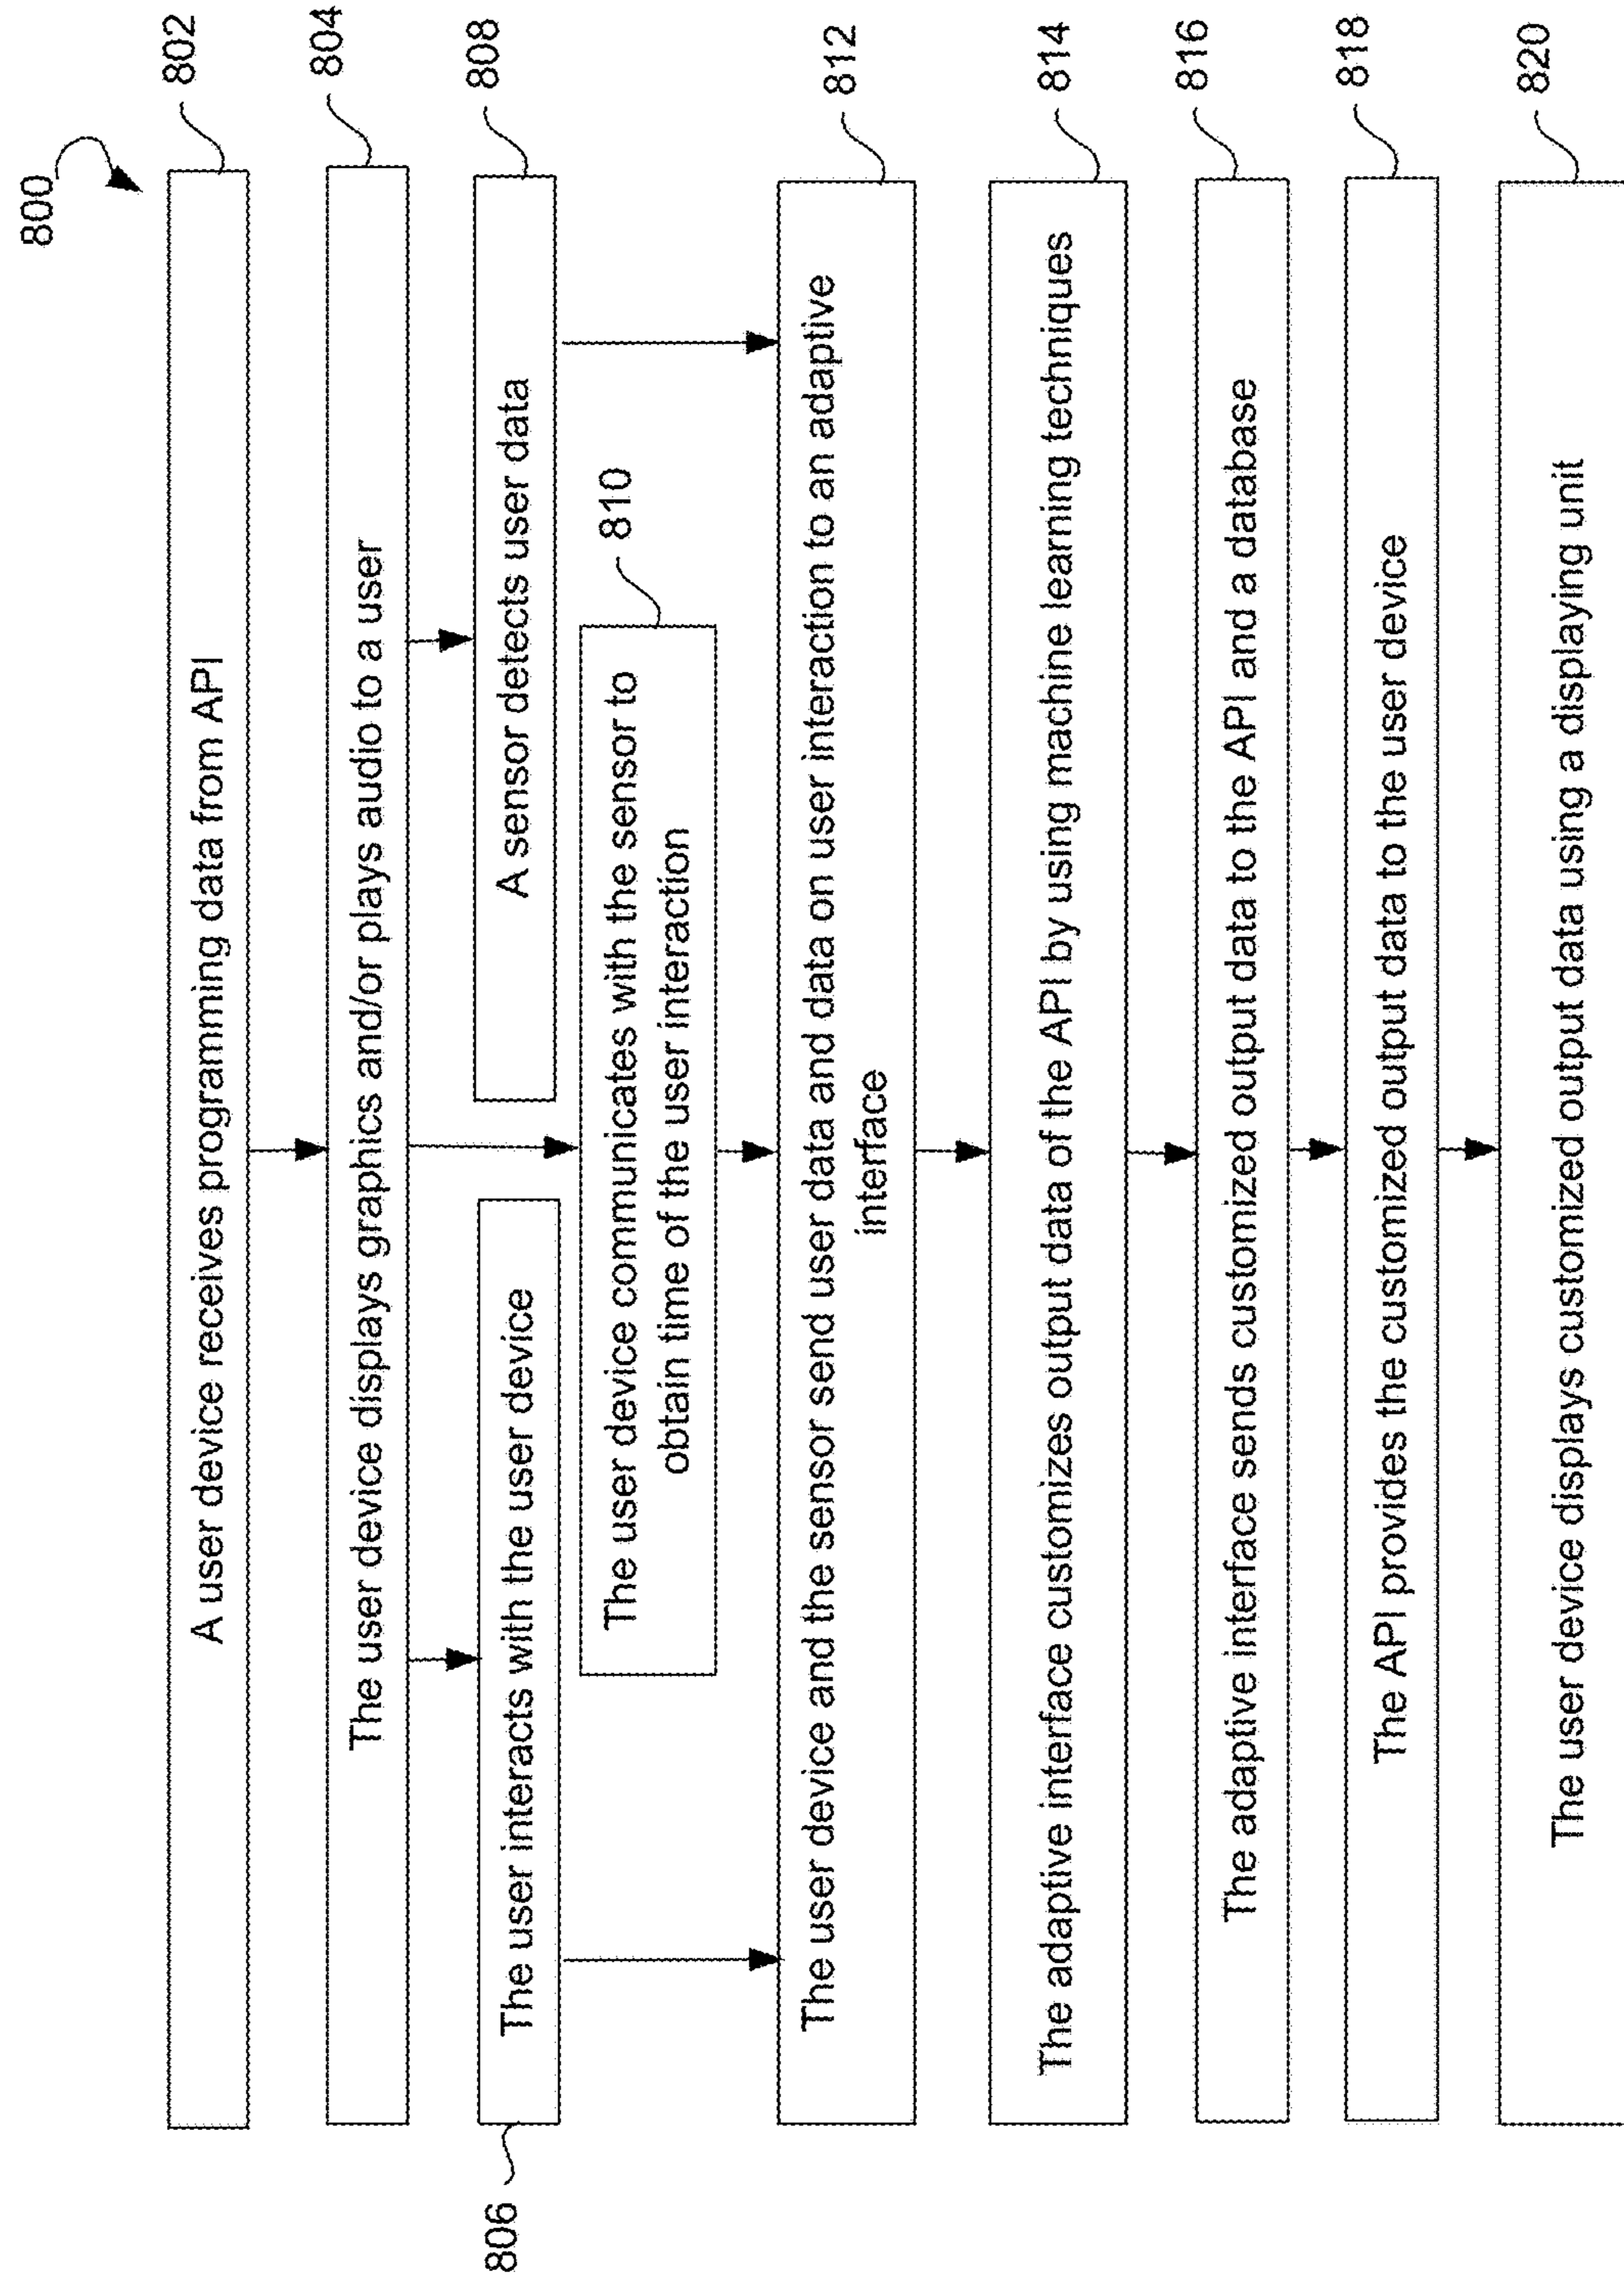 800
802
A user device receives programming data from API
804
The user device displays graphics and/or plays audio to a user
806
The user interacts with the user device
808
A sensor detects user data
810
The user device communicates with the sensor to
obtain time of the user interaction
812
The user device and the sensor send user data and data on user interaction to an adaptive
interface
814
The adaptive interface customizes output data of the API by using machine learning techniques
816
The adaptive interface sends customized output data to the API and a database
818
The API provides the customized output data to the user device
820
The user device displays customized output data using a displaying unit